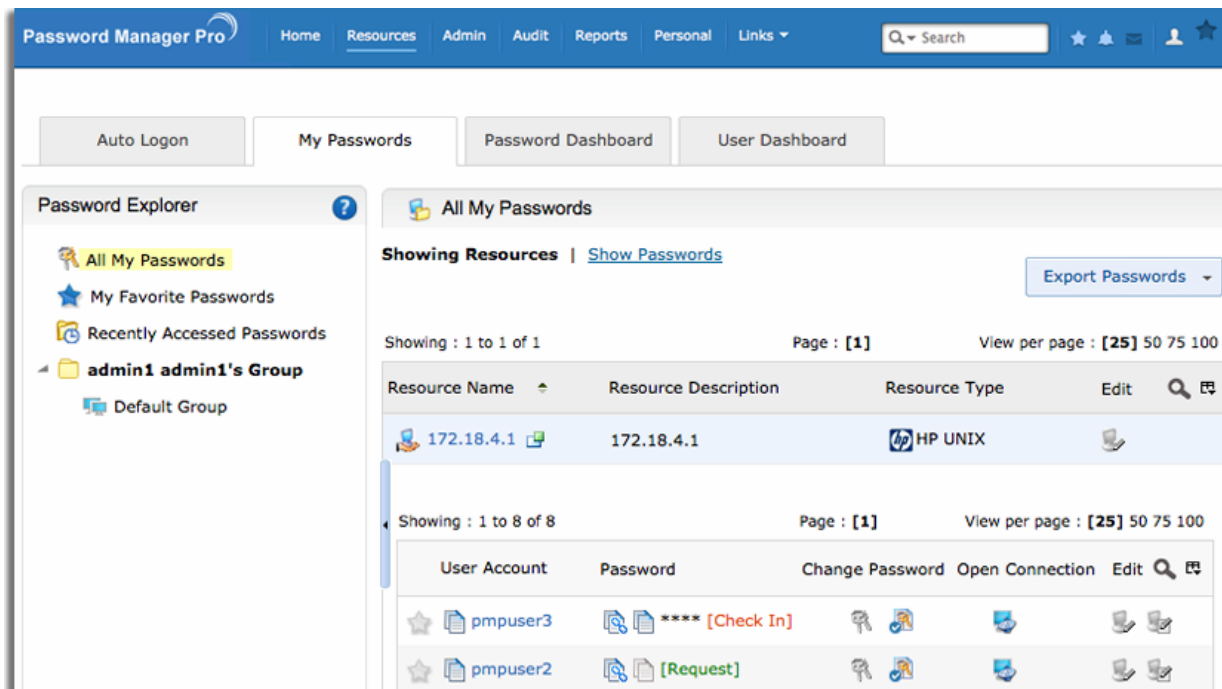 Password Manager Pro Home Resources Admin Audit Reports Personal Links Search
Auto Logon My Passwords Password Dashboard User Dashboard
Password Explorer ?
All My Passwords
My Favorite Passwords
Recently Accessed Passwords
admin1 admin1's Group
Default Group
All My Passwords
Showing Resources | Show Passwords
Export Passwords
Showing : 1 to 1 of 1 Page : [1] View per page : [25] 50 75 100
Resource Name Resource Description Resource Type Edit
172.18.4.1 172.18.4.1 hp HP UNIX
Showing : 1 to 8 of 8 Page : [1] View per page : [25] 50 75 100
User Account Password Change Password Open Connection Edit
pmpuser3 **** [Check In]
pmpuser2 [Request]